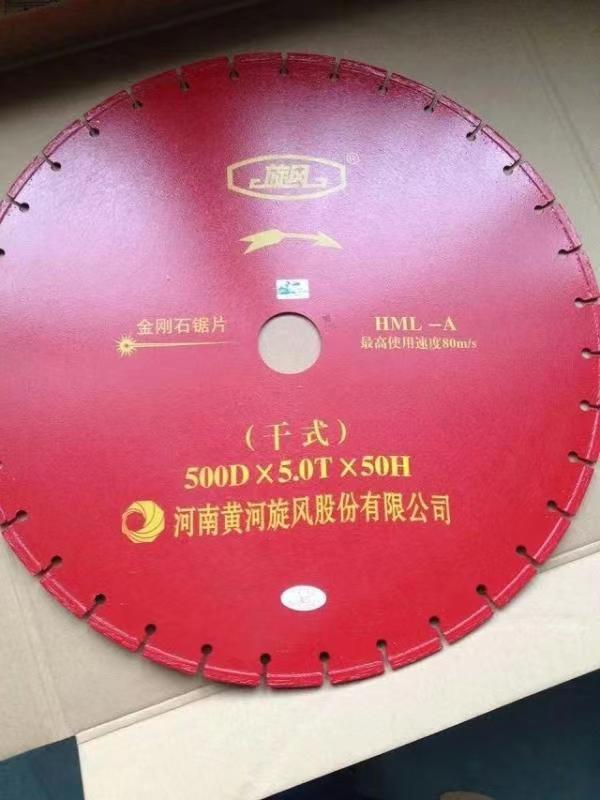 旋风
®
金刚石锯片
HML -A
最高使用速度80m/s
(干式)
500D×5.0T×50H
河南黄河旋风股份有限公司